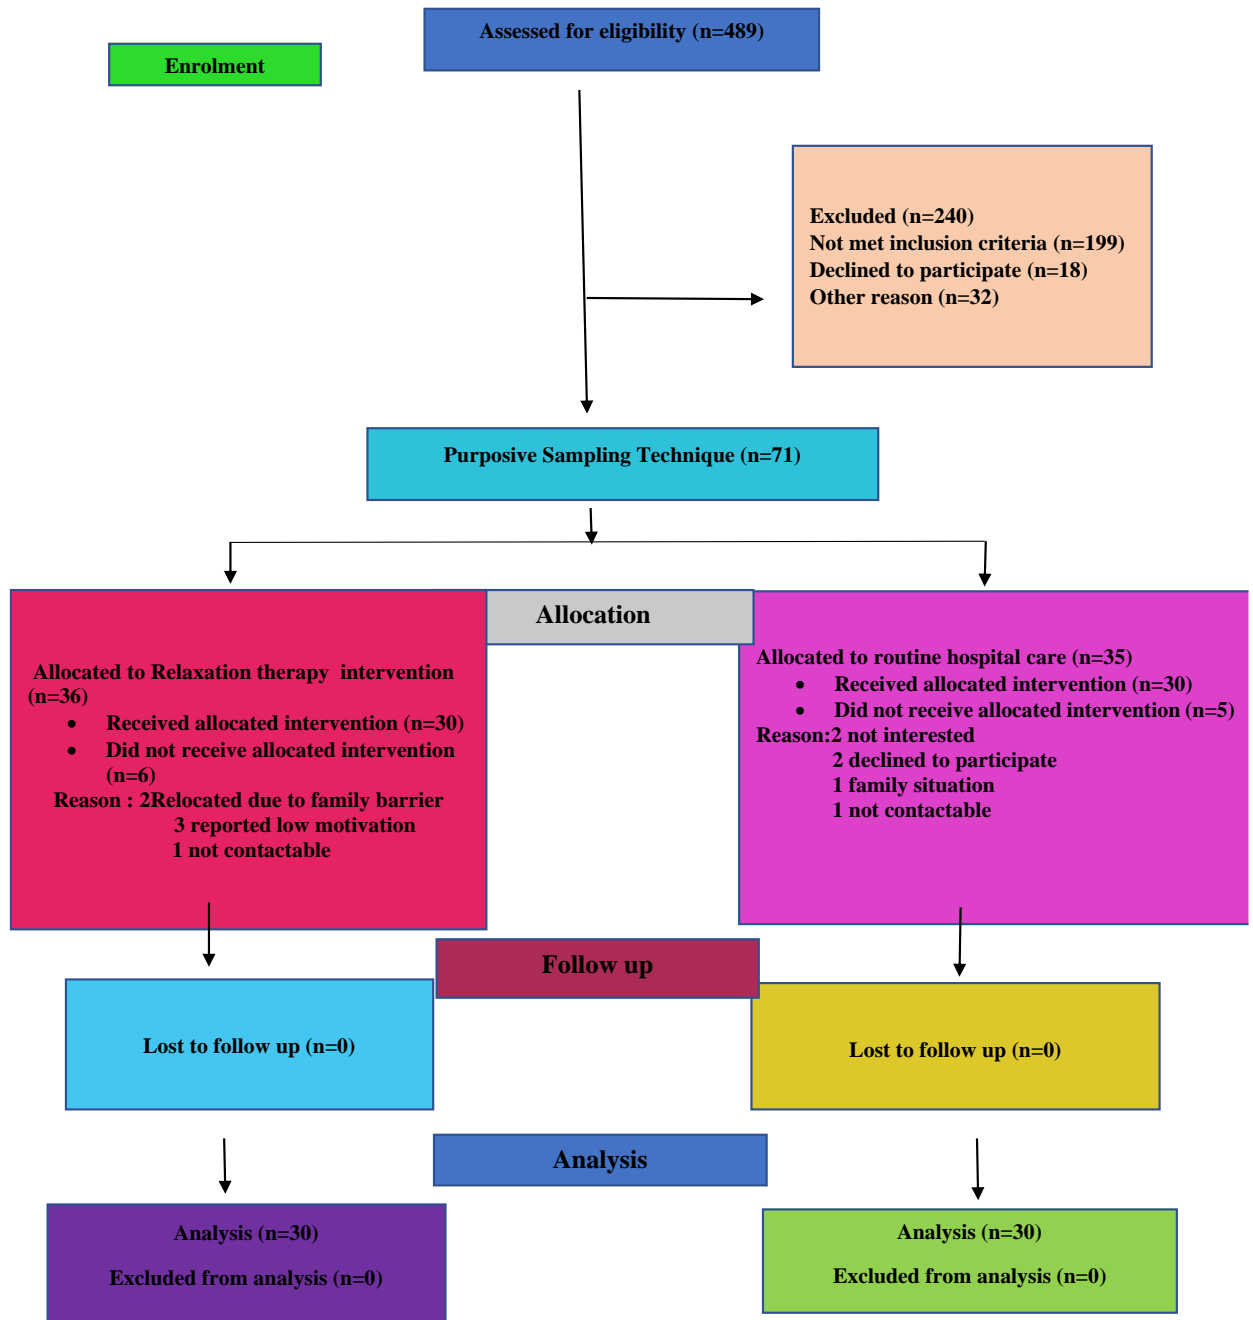 Assessed for eligibility (n=489)
Enrolment
Excluded (n=240)
Not met inclusion criteria (n=199)
Declined to participate (n=18)
Other reason (n=32)
Purposive Sampling Technique (n=71)
Allocation
Allocated to Relaxation therapy intervention
(n=36)
• Received allocated intervention (n=30)
• Did not receive allocated intervention
(n=6)
Reason : 2Relocated due to family barrier
3 reported low motivation
1 not contactable
Allocated to routine hospital care (n=35)
• Received allocated intervention (n=30)
• Did not receive allocated intervention (n=5)
Reason:2 not interested
2 declined to participate
1 family situation
1 not contactable
Follow up
Lost to follow up (n=0)
Lost to follow up (n=0)
Analysis
Analysis (n=30)
Excluded from analysis (n=0)
Analysis (n=30)
Excluded from analysis (n=0)